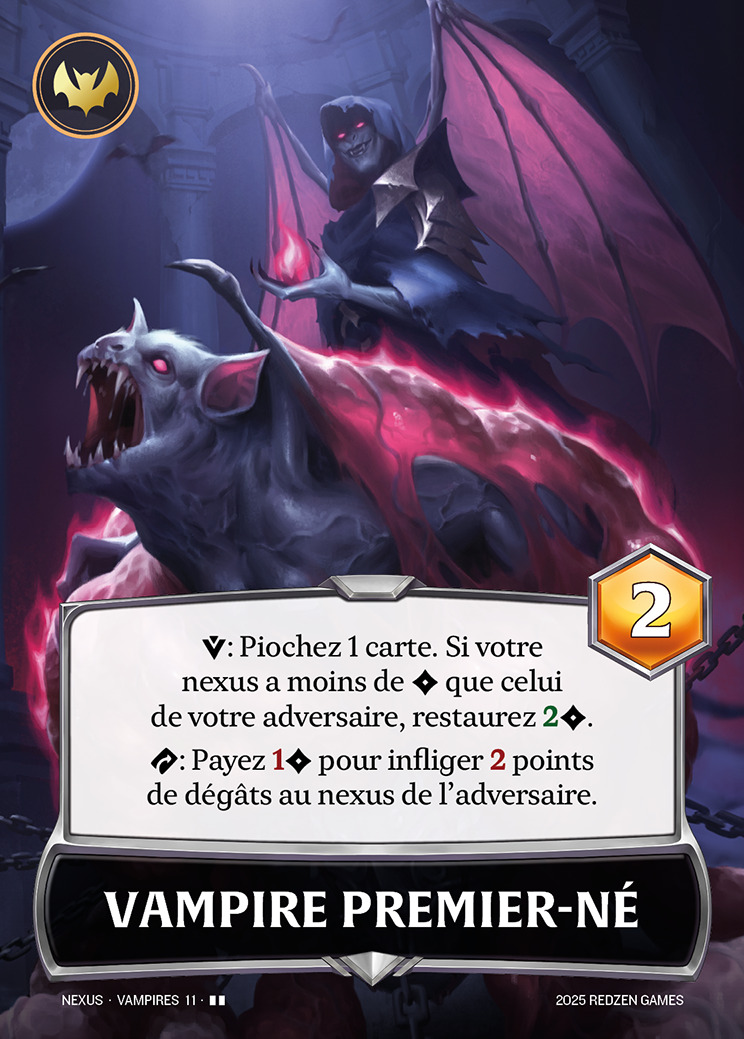 2
: Piochez 1 carte. Si votre
nexus a moins de que celui
de votre adversaire, restaurez 2.
: Payez 1 pour infliger 2 points
de dégâts au nexus de l'adversaire.
VAMPIRE PREMIER-NÉ
NEXUS · VAMPIRES 11 ·
2025 REDZEN GAMES